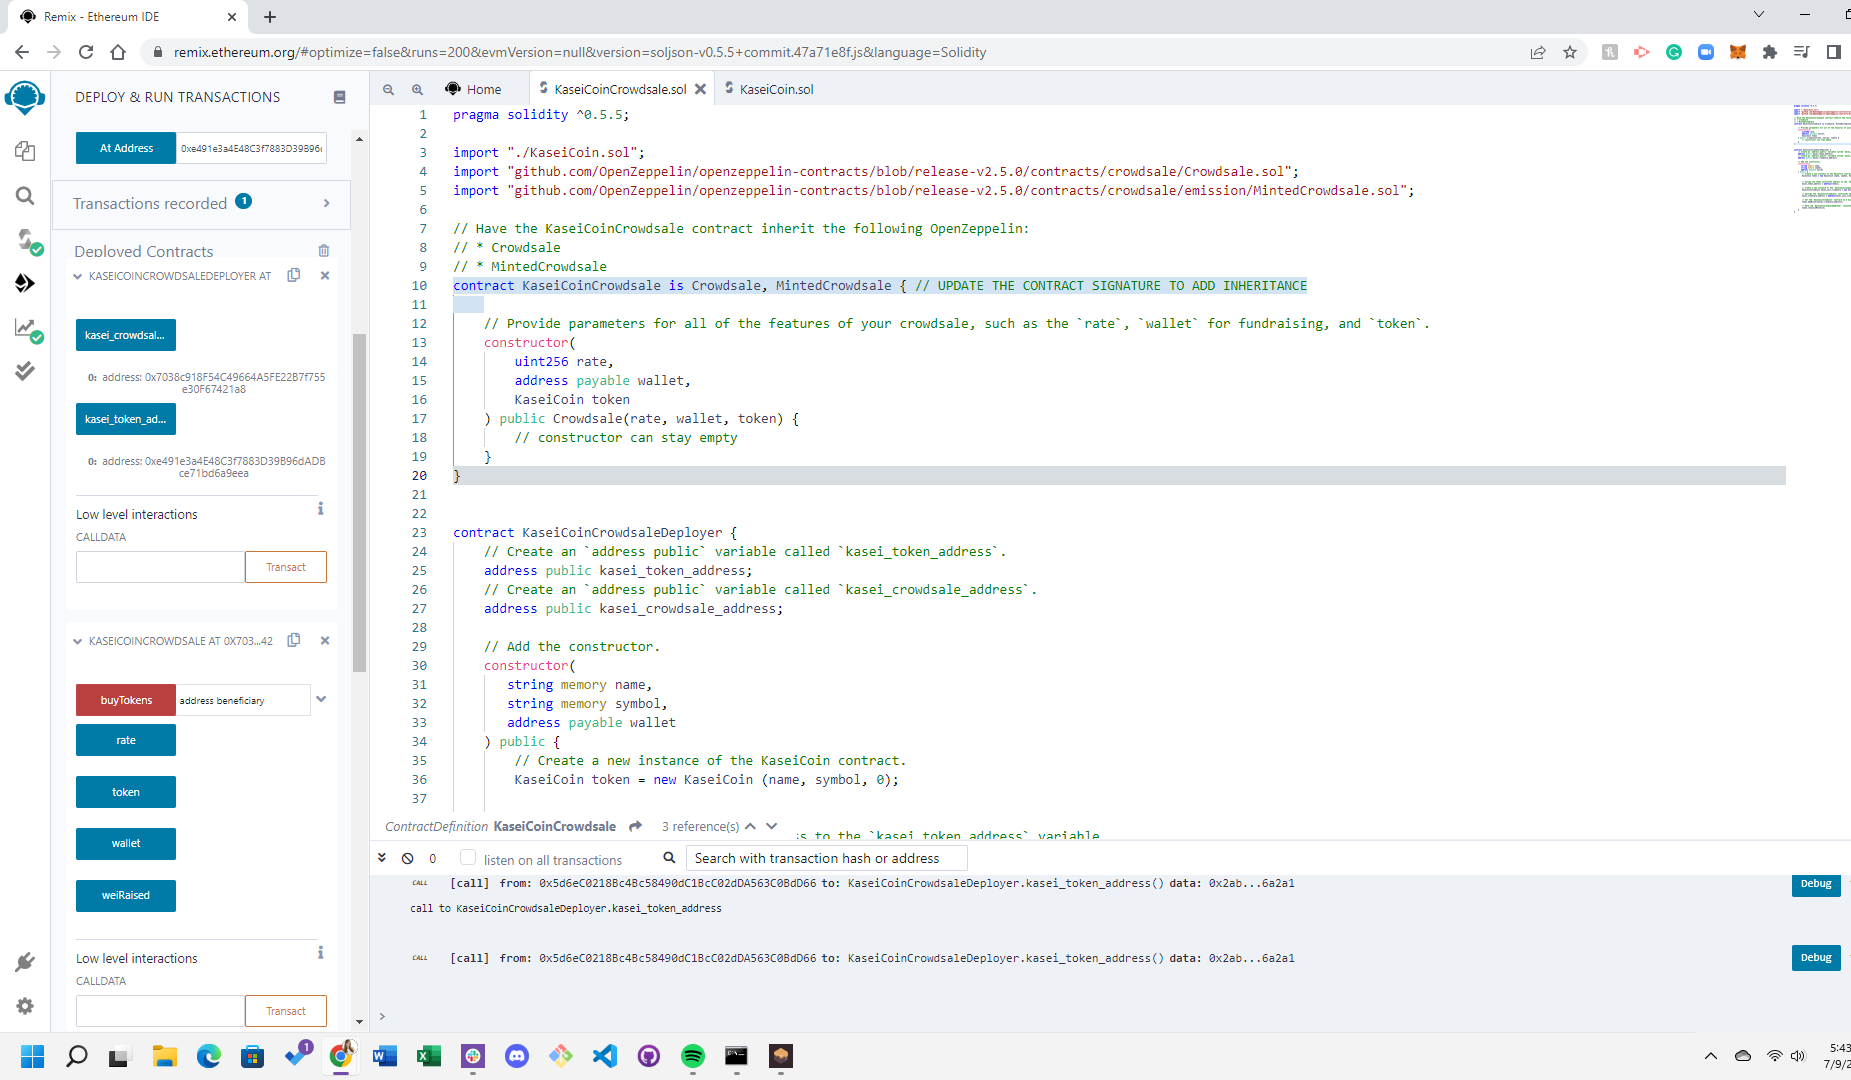 Remix - Ethereum IDE
remix.ethereum.org/#optimize=false&runs=200&evmVersion=null&version=soljson-v0.5.5+commit.47a71e8f.js&language=Solidity
DEPLOY & RUN TRANSACTIONS
At Address 0xe491e3a4E48C3f7883D39B96
Transactions recorded 1
Deployed Contracts
KASEICOINCROWDSALEDEPLOYER AT
kasei_crowdsal...
0: address: 0x7038c918F54C49664A5FE22B7f755
e30F67421a8
kasei_token_ad...
0: address: 0xe491e3a4E48C3f7883D39B96dADB
ce71bd6a9eea
Low level interactions
CALLDATA
Transact
KASEICOINCROWDSALE AT 0X703...42
buyTokens address beneficiary
rate
token
wallet
weiRaised
Low level interactions
CALLDATA
Transact
Home KaseiCoinCrowdsale.sol KaseiCoin.sol
1 pragma solidity ^0.5.5;
2
3 import "./KaseiCoin.sol";
4 import "github.com/OpenZeppelin/openzeppelin-contracts/blob/release-v2.5.0/contracts/crowdsale/Crowdsale.sol";
5 import "github.com/OpenZeppelin/openzeppelin-contracts/blob/release-v2.5.0/contracts/crowdsale/emission/MintedCrowdsale.sol";
6
7 // Have the KaseiCoinCrowdsale contract inherit the following OpenZeppelin:
8 // * Crowdsale
9 // * MintedCrowdsale
10 contract KaseiCoinCrowdsale is Crowdsale, MintedCrowdsale { // UPDATE THE CONTRACT SIGNATURE TO ADD INHERITANCE
11
12 // Provide parameters for all of the features of your crowdsale, such as the `rate`, `wallet` for fundraising, and `token`.
13 constructor(
14 uint256 rate,
15 address payable wallet,
16 KaseiCoin token
17 ) public Crowdsale(rate, wallet, token) {
18 // constructor can stay empty
19 }
20 }
21
22
23 contract KaseiCoinCrowdsaleDeployer {
24 // Create an `address public` variable called `kasei_token_address`.
25 address public kasei_token_address;
26 // Create an `address public` variable called `kasei_crowdsale_address`.
27 address public kasei_crowdsale_address;
28
29 // Add the constructor.
30 constructor(
31 string memory name,
32 string memory symbol,
33 address payable wallet
34 ) public {
35 // Create a new instance of the KaseiCoin contract.
36 KaseiCoin token = new KaseiCoin (name, symbol, 0);
37
ContractDefinition KaseiCoinCrowdsale 3 reference(s)
ss to the `kasei_token_address` variable
0 listen on all transactions Search with transaction hash or address
CALL [call] from: 0x5d6eC0218Bc4Bc58490dC1BcC02dDA563C0BdD66 to: KaseiCoinCrowdsaleDeployer.kasei_token_address() data: 0x2ab...6a2a1 Debug
call to KaseiCoinCrowdsaleDeployer.kasei_token_address
CALL [call] from: 0x5d6eC0218Bc4Bc58490dC1BcC02dDA563C0BdD66 to: KaseiCoinCrowdsaleDeployer.kasei_token_address() data: 0x2ab...6a2a1 Debug
>
1
5:43
7/9/2